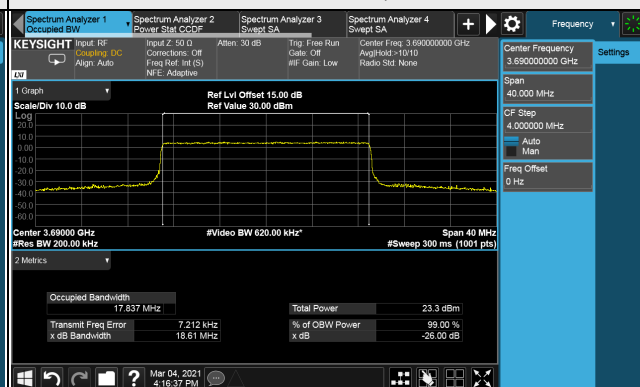 Spectrum Analyzer 1
Occupied BW
Spectrum Analyzer 2
Power Stat CCDF
Spectrum Analyzer 3
Swept SA
Spectrum Analyzer 4
Swept SA
Frequency
KEYSIGHT
Input: RF
Coupling: DC
Align: Auto
Input Z: 50 Ω
Corrections: Off
Freq Ref: Int (S)
NFE: Adaptive
Atten: 30 dB
Trig: Free Run
Gate: Off
#IF Gain: Low
Center Freq: 3.690000000 GHz
Avg|Hold:>10/10
Radio Std: None
LXI
Center Frequency
3.690000000 GHz
Settings
Span
40.000 MHz
CF Step
4.000000 MHz
Auto
Man
Freq Offset
0 Hz
1 Graph
Scale/Div 10.0 dB
Ref Lvl Offset 15.00 dB
Ref Value 30.00 dBm
Log
20.0
10.0
0.00
-10.0
-20.0
-30.0
-40.0
-50.0
-60.0
Center 3.69000 GHz
#Res BW 200.00 kHz
#Video BW 620.00 kHz*
Span 40 MHz
#Sweep 300 ms (1001 pts)
2 Metrics
Occupied Bandwidth
17.837 MHz
Transmit Freq Error
7.212 kHz
x dB Bandwidth
18.61 MHz
Total Power
23.3 dBm
% of OBW Power
99.00 %
x dB
-26.00 dB
Mar 04, 2021
4:16:37 PM